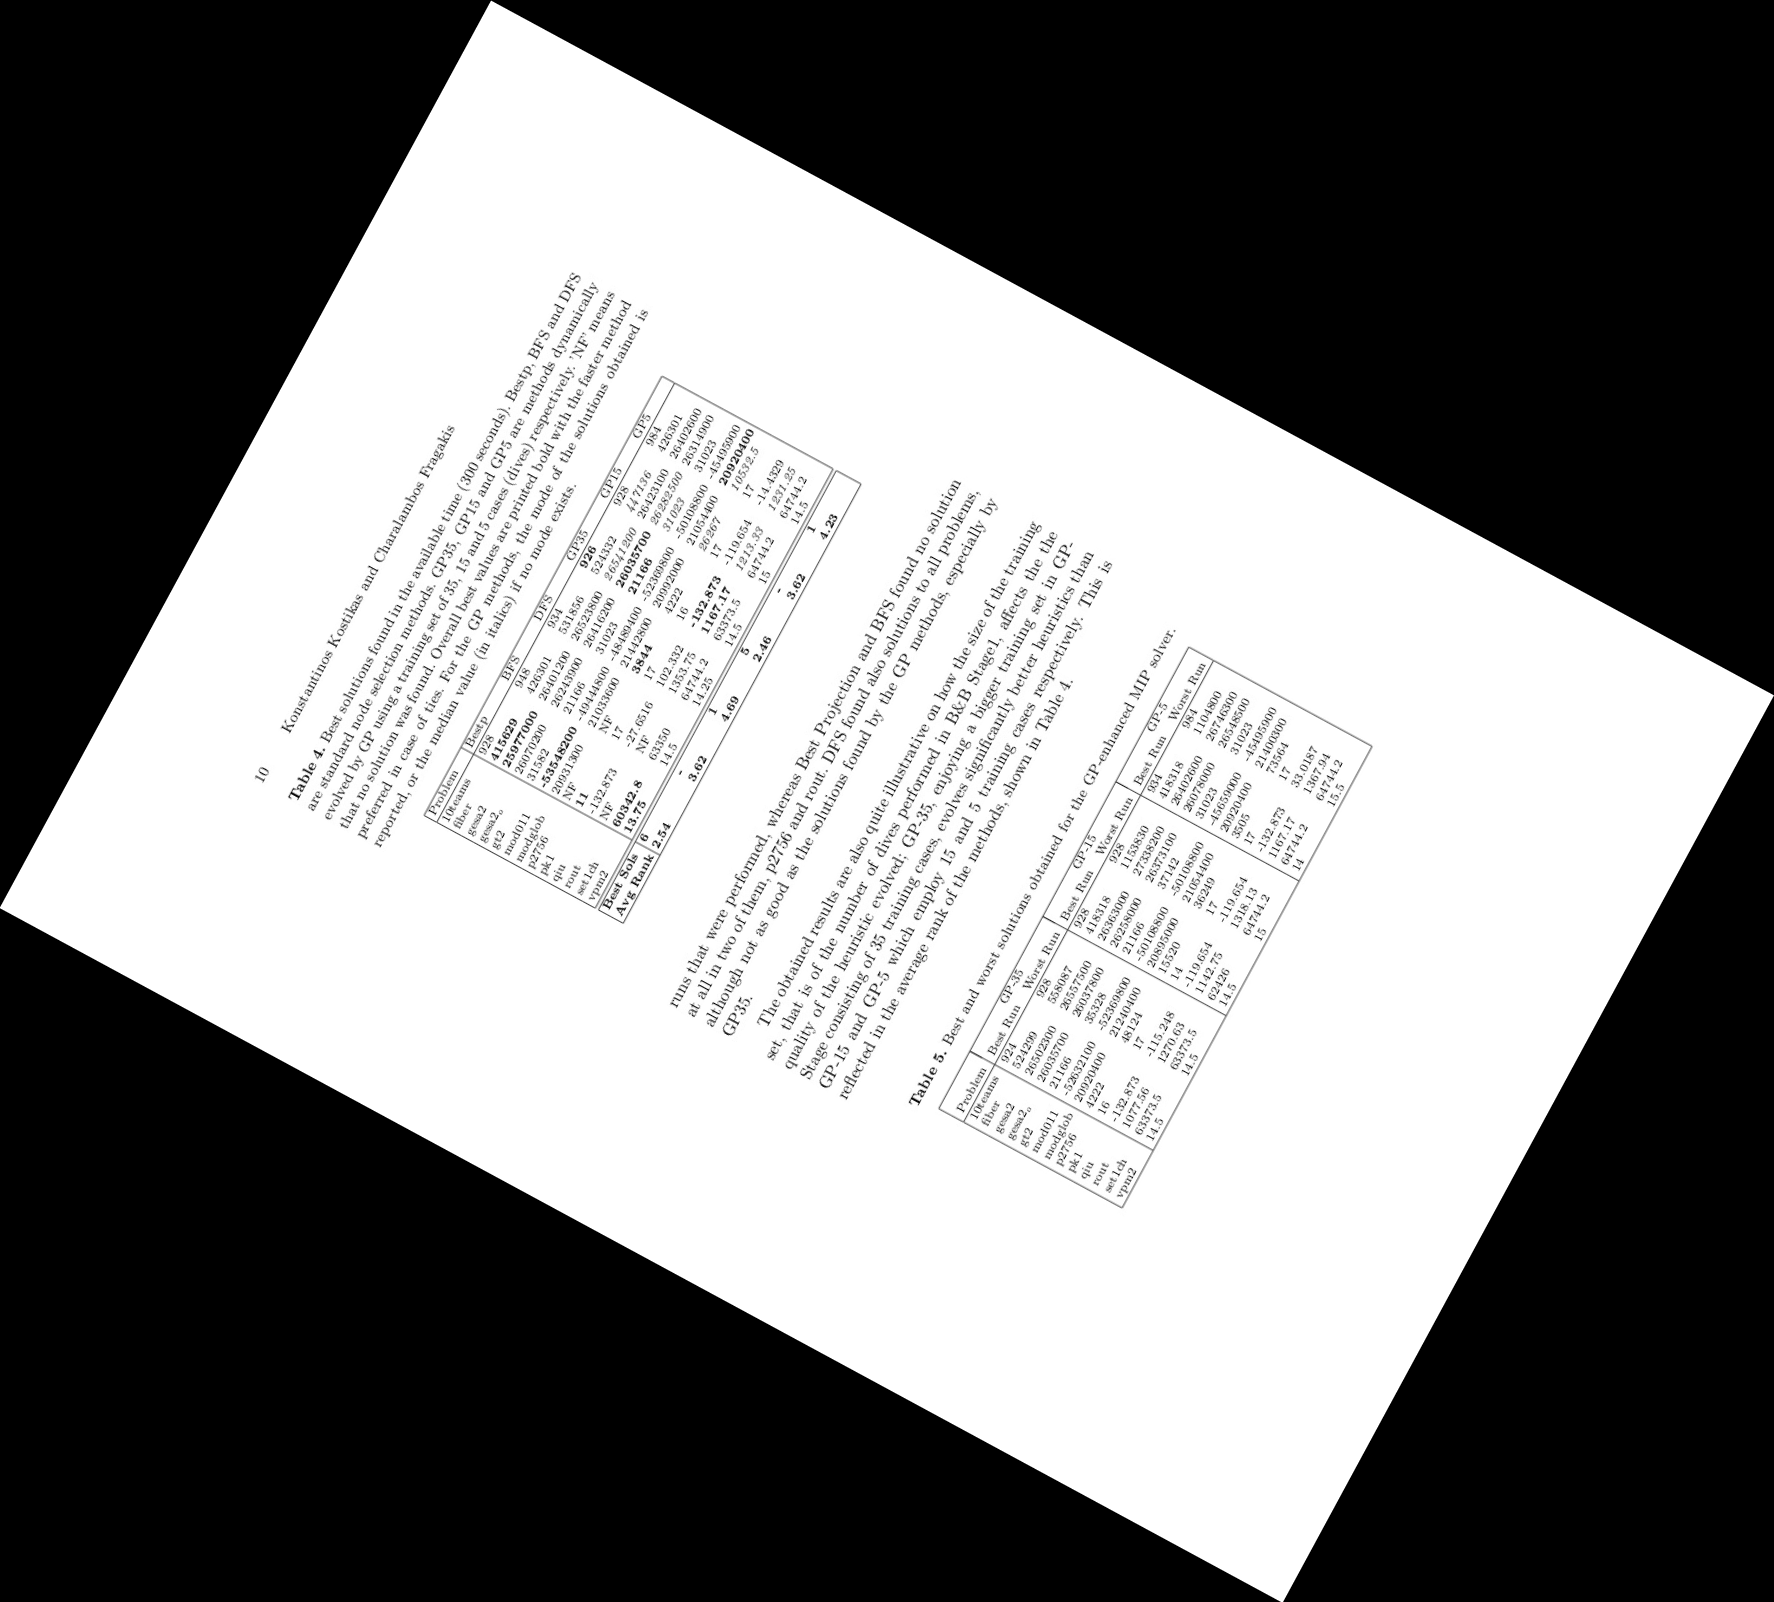 10 Konstantinos Kostikas and Charalambos Fragakis
Table 4. Best solutions found in the available time (300 seconds). Bestp, BFS and DFS
are standard node selection methods. GP35, GP15 and GP5 are methods dynamically
evolved by GP using a training set of 35, 15 and 5 cases (dives) respectively. 'NF' means
that no solution was found. Overall best values are printed bold with the faster method
preferred in case of ties. For the GP methods, the mode of the solutions obtained is
reported, or the median value (in italics) if no mode exists.
Problem Bestp BFS DFS GP35 GP15 GP5
10teams 928 948 934 926 928 984
fiber 415629 426301 531856 524332 447136 426301
gesa2 25977000 26401200 26523800 26541200 26423100 26402600
gesa2_o 26070200 26243900 26416200 26035700 26282500 26314900
gt2 31582 21166 31023 21166 31023 31023
mod011 -53548200 -49444800 -48489400 -52369800 -50108800 -45495900
modglob 20931300 21033600 21442800 20992000 21054400 20920400
p2756 NF NF 3844 4222 26267 10532.5
pk1 11 17 17 16 17 17
qiu -132.873 -27.6516 102.332 -132.873 -119.654 -14.4329
rout NF NF 1353.75 1167.17 1213.33 1231.25
set1ch 60342.8 63350 64744.2 63373.5 64744.2 64744.2
vpm2 13.75 14.5 14.25 14.5 15 14.5
Best Sols 6 - 1 5 - 1
Avg Rank 2.54 3.62 4.69 2.46 3.62 4.23
runs that were performed, whereas Best Projection and BFS found no solution
at all in two of them, p2756 and rout. DFS found also solutions to all problems,
although not as good as the solutions found by the GP methods, especially by
GP35.
The obtained results are also quite illustrative on how the size of the training
set, that is of the number of dives performed in B&B Stage1, affects the the
quality of the heuristic evolved; GP-35, enjoying a bigger training set in GP-
Stage consisting of 35 training cases, evolves significantly better heuristics than
GP-15 and GP-5 which employ 15 and 5 training cases respectively. This is
reflected in the average rank of the methods, shown in Table 4.
Table 5. Best and worst solutions obtained for the GP-enhanced MIP solver.
GP-35 GP-15 GP-5
Problem Best Run Worst Run Best Run Worst Run Best Run Worst Run
10teams 924 928 928 928 934 984
fiber 524299 558087 418318 1153830 418318 1104800
gesa2 26502300 26557500 26363000 27338200 26402600 26746300
gesa2_o 26035700 26037800 26258000 26373100 26078000 26548500
gt2 21166 35328 21166 37142 31023 31023
mod011 -52632100 -52369800 -50108800 -50108800 -45659000 -45495900
modglob 20920400 21240400 20895000 21054400 20920400 21400300
p2756 4222 48124 15520 36249 3505 73564
pk1 16 17 14 17 17 17
qiu -132.873 -115.248 -119.654 -119.654 -132.873 33.0187
rout 1077.56 1270.63 1142.75 1318.13 1167.17 1367.94
set1ch 63373.5 63373.5 62426 64744.2 64744.2 64744.2
vpm2 14.5 14.5 14.5 15 14 15.5